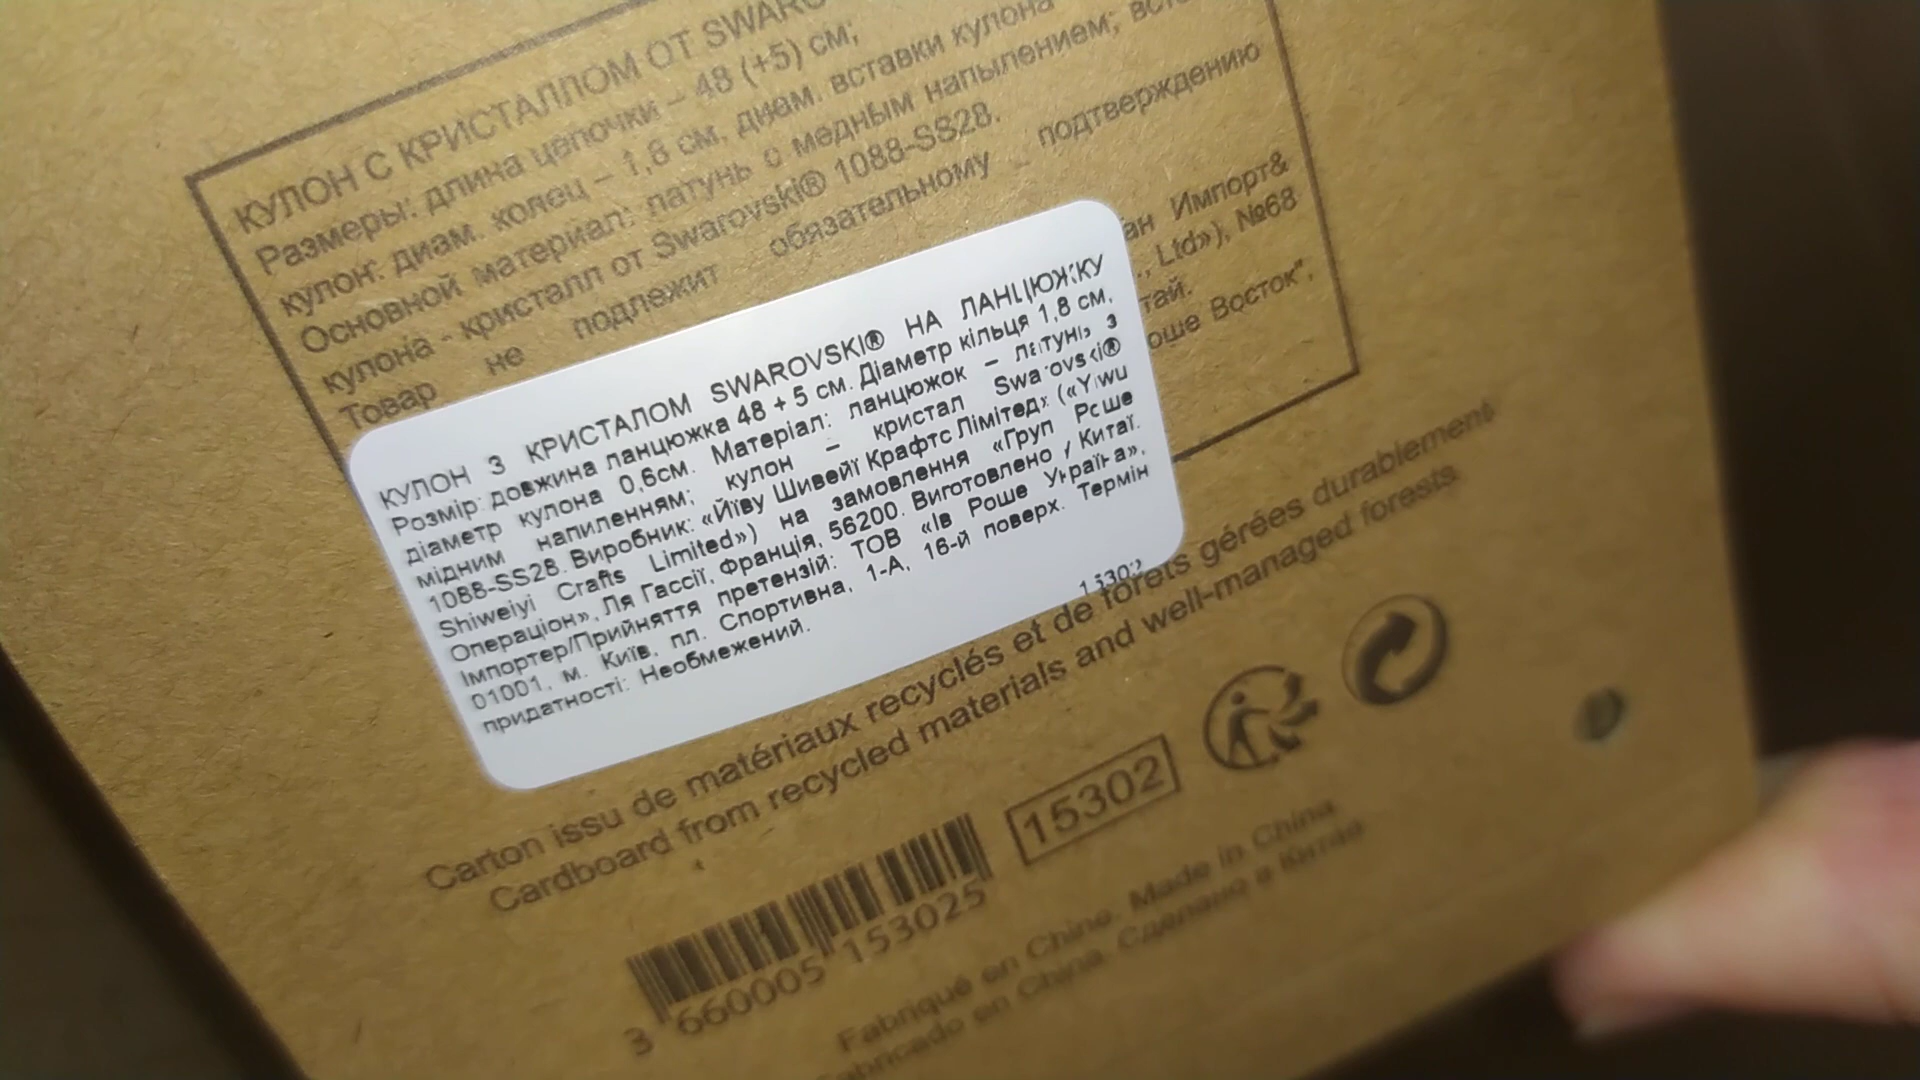 КУЛОН С КРИСТАЛЛОМ ОТ
Размеры: длина цепочки – 48 (+5) см;
кулон: диам. колец – 1,8 см, диам. вставки кулона
Основной материал: латунь с медным напылением;
кулона - кристалл от Swarovski® 1088-SS28.
Товар не подлежит обязательному подтверждению
Импорт&
Ltd»), №68
Восток",
КУЛОН З КРИСТАЛОМ SWAROVSKI® НА ЛАНЦЮЖКУ
Розмір: довжина ланцюжка 48 + 5 см. Діаметр кільця 1,8 см,
діаметр кулона 0,6см. Матеріал: ланцюжок – латунь з
мідним напиленням; кулон – кристал Swarovski®
1088-SS28. Виробник: «Йіву Шивейі Крафтс Лімітед» («Yiwu
Shiweiyi Crafts Limited») на замовлення «Груп Роше
Операціон», Ля Гассії, Франція, 56200. Виготовлено у Китаї.
Імпортер/Прийняття претензій: ТОВ «Ів Роше Україна»,
01001, м. Київ, пл. Спортивна, 1-А, 16-й поверх. Термін
придатності: Необмежений.
15302
Carton issu de matériaux recyclés et de forêts gérées durablement
Cardboard from recycled materials and well-managed forests
15302
3 660005 153025
Fabriqué en Chine. Made in China
Fabricado en China. Сделано в Китае